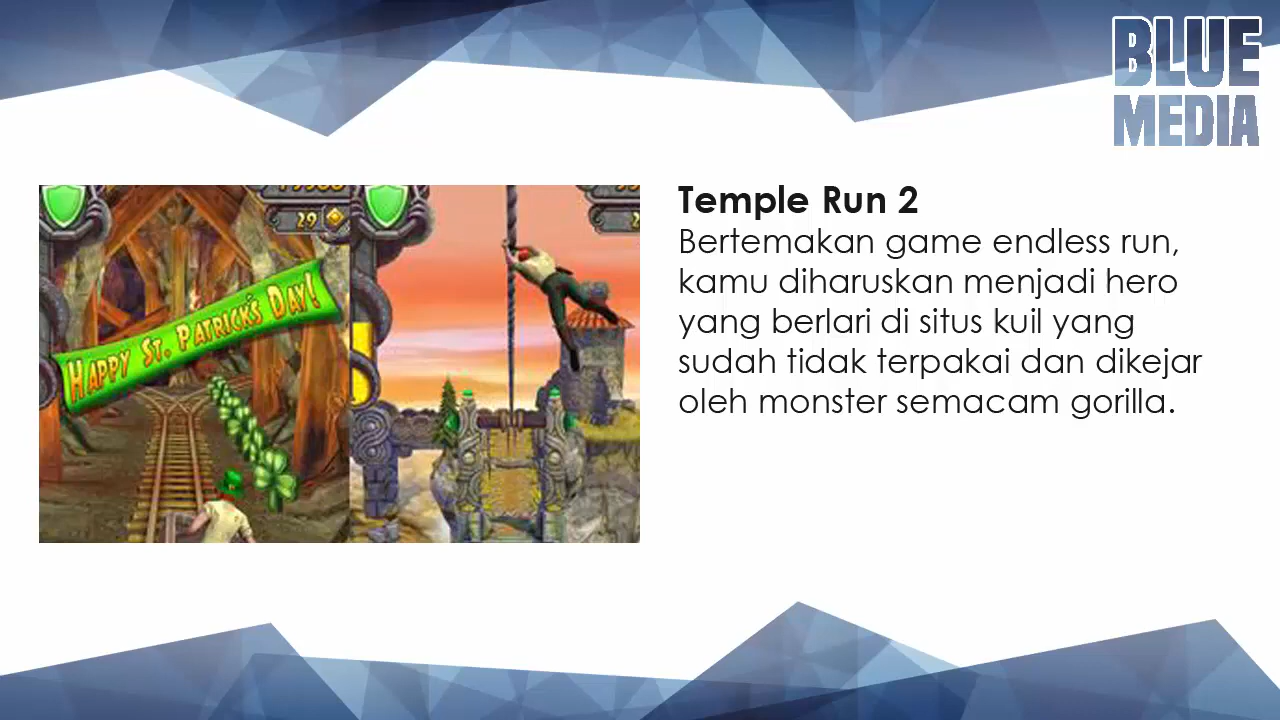 BLUE
MEDIA
29
HAPPY ST. PATRICK'S DAY!
Temple Run 2
Bertemakan game endless run,
kamu diharuskan menjadi hero
yang berlari di situs kuil yang
sudah tidak terpakai dan dikejar
oleh monster semacam gorilla.